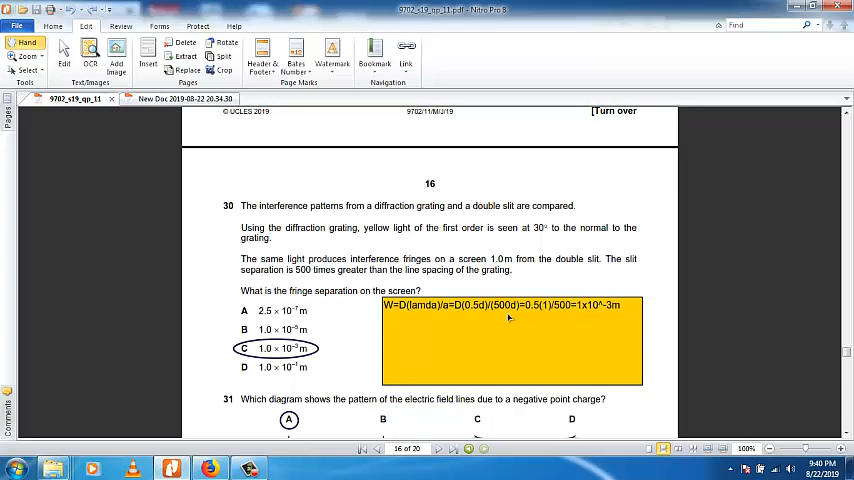 9702_s19_qp_11.pdf - Nitro Pro 8
File Home Edit Review Forms Protect Help
Find
Hand
Zoom
Select
Edit
OCR
Add Image
Insert
Delete
Extract
Replace
Rotate
Split
Crop
Header & Footer
Bates Number
Watermark
Bookmark
Link
Tools
Text/Images
Pages
Page Marks
Navigation
9702_s19_qp_11
New Doc 2019-08-22 20.34.30
Pages
Comments
© UCLES 2019 9702/11/M/J/19 [Turn over
16
30 The interference patterns from a diffraction grating and a double slit are compared.
Using the diffraction grating, yellow light of the first order is seen at 30° to the normal to the
grating.
The same light produces interference fringes on a screen 1.0 m from the double slit. The slit
separation is 500 times greater than the line spacing of the grating.
What is the fringe separation on the screen?
A 2.5 × 10⁻⁷ m
B 1.0 × 10⁻⁵ m
C 1.0 × 10⁻³ m
D 1.0 × 10⁻¹ m
W=D(lamda)/a=D(0.5d)/(500d)=0.5(1)/500=1x10^-3m
31 Which diagram shows the pattern of the electric field lines due to a negative point charge?
A B C D
16 of 20
100%
9:40 PM
8/22/2019